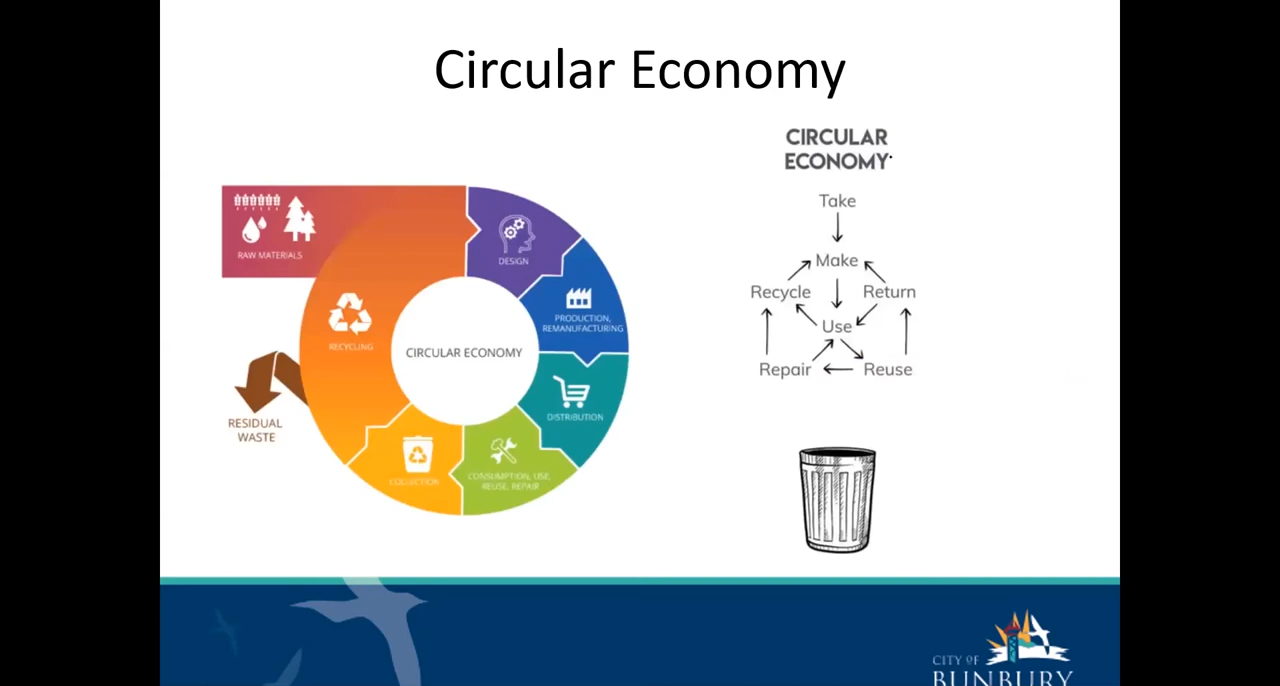 Circular Economy
RAW MATERIALS
DESIGN
PRODUCTION,
REMANUFACTURING
DISTRIBUTION
CONSUMPTION, USE,
REUSE, REPAIR
COLLECTION
RECYCLING
RESIDUAL
WASTE
CIRCULAR ECONOMY
CIRCULAR
ECONOMY
Take
Make
Recycle Return
Use
Repair Reuse
CITY OF
BUNBURY